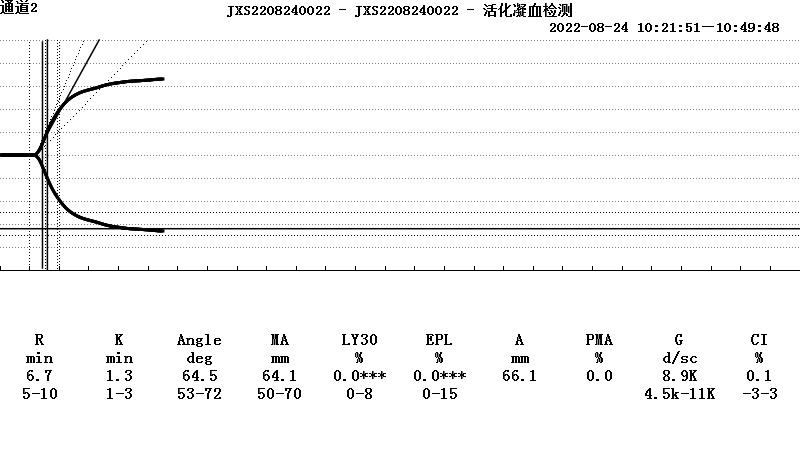 通道2
JXS2208240022 - JXS2208240022 - 活化凝血检测
2022-08-24 10:21:51—10:49:48
R K Angle MA LY30 EPL A PMA G CI
min min deg mm % % mm % d/sc %
6.7 1.3 64.5 64.1 0.0*** 0.0*** 66.1 0.0 8.9K 0.1
5-10 1-3 53-72 50-70 0-8 0-15 4.5k-11K -3-3